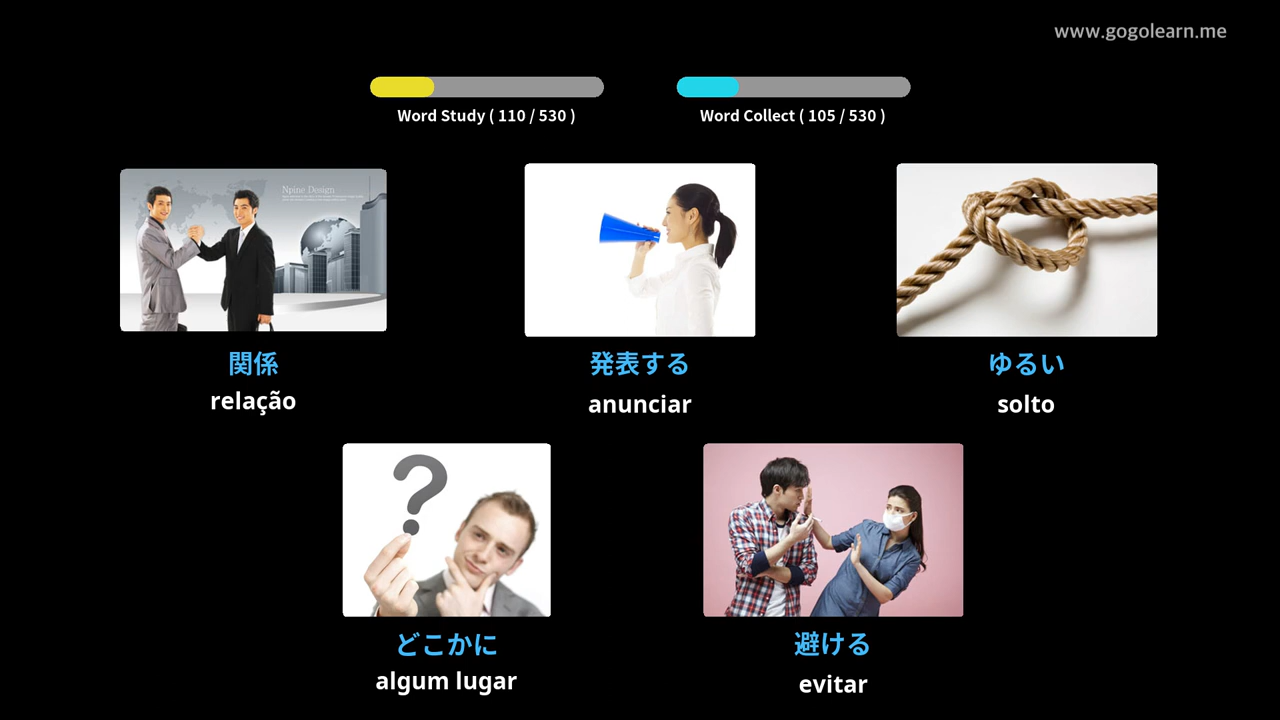 www.gogolearn.me
Word Study ( 110 / 530 )
Word Collect ( 105 / 530 )
Npine Design
関係
relação
発表する
anunciar
ゆるい
solto
どこかに
algum lugar
避ける
evitar